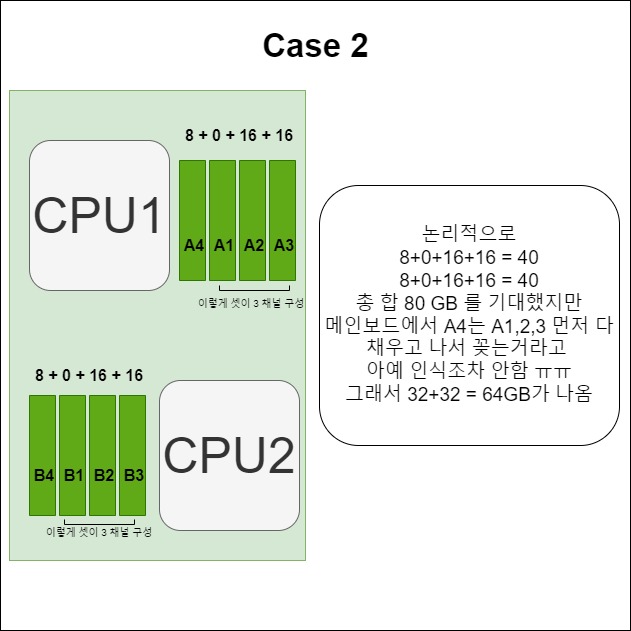 Case 2
8 + 0 + 16 + 16
CPU1
A4 A1 A2 A3
이렇게 셋이 3 채널 구성
논리적으로
8+0+16+16 = 40
8+0+16+16 = 40
총 합 80 GB 를 기대했지만
메인보드에서 A4는 A1,2,3 먼저 다
채우고 나서 꽂는거라고
아예 인식조차 안함 ㅠㅠ
그래서 32+32 = 64GB가 나옴
8 + 0 + 16 + 16
B4 B1 B2 B3
CPU2
이렇게 셋이 3 채널 구성